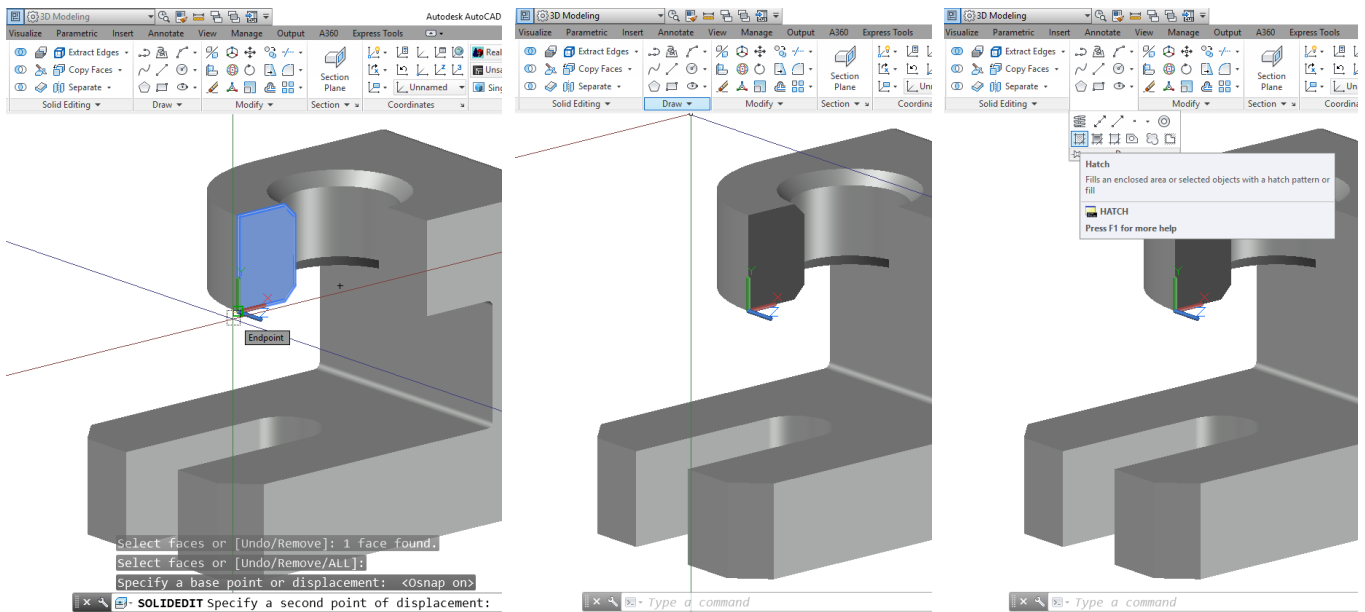 3D Modeling
Autodesk AutoCAD
Visualize Parametric Insert Annotate View Manage Output A360 Express Tools
Extract Edges
Copy Faces
Separate
Section
Plane
Unnamed
Solid Editing Draw Modify Section Coordinates
Y
X
Z
Endpoint
Select faces or [Undo/Remove]: 1 face found.
Select faces or [Undo/Remove/ALL]:
Specify a base point or displacement: <Osnap on>
SOLIDEDIT Specify a second point of displacement:
3D Modeling
Visualize Parametric Insert Annotate View Manage Output A360 Express Tools
Extract Edges
Copy Faces
Separate
Section
Plane
Solid Editing Draw Modify Section
Y
X
Z
Type a command
3D Modeling
Visualize Parametric Insert Annotate View Manage Output A360 Express Tools
Extract Edges
Copy Faces
Separate
Section
Plane
Solid Editing Modify Section
Hatch
Fills an enclosed area or selected objects with a hatch pattern or
fill
HATCH
Press F1 for more help
Y
X
Z
Type a command